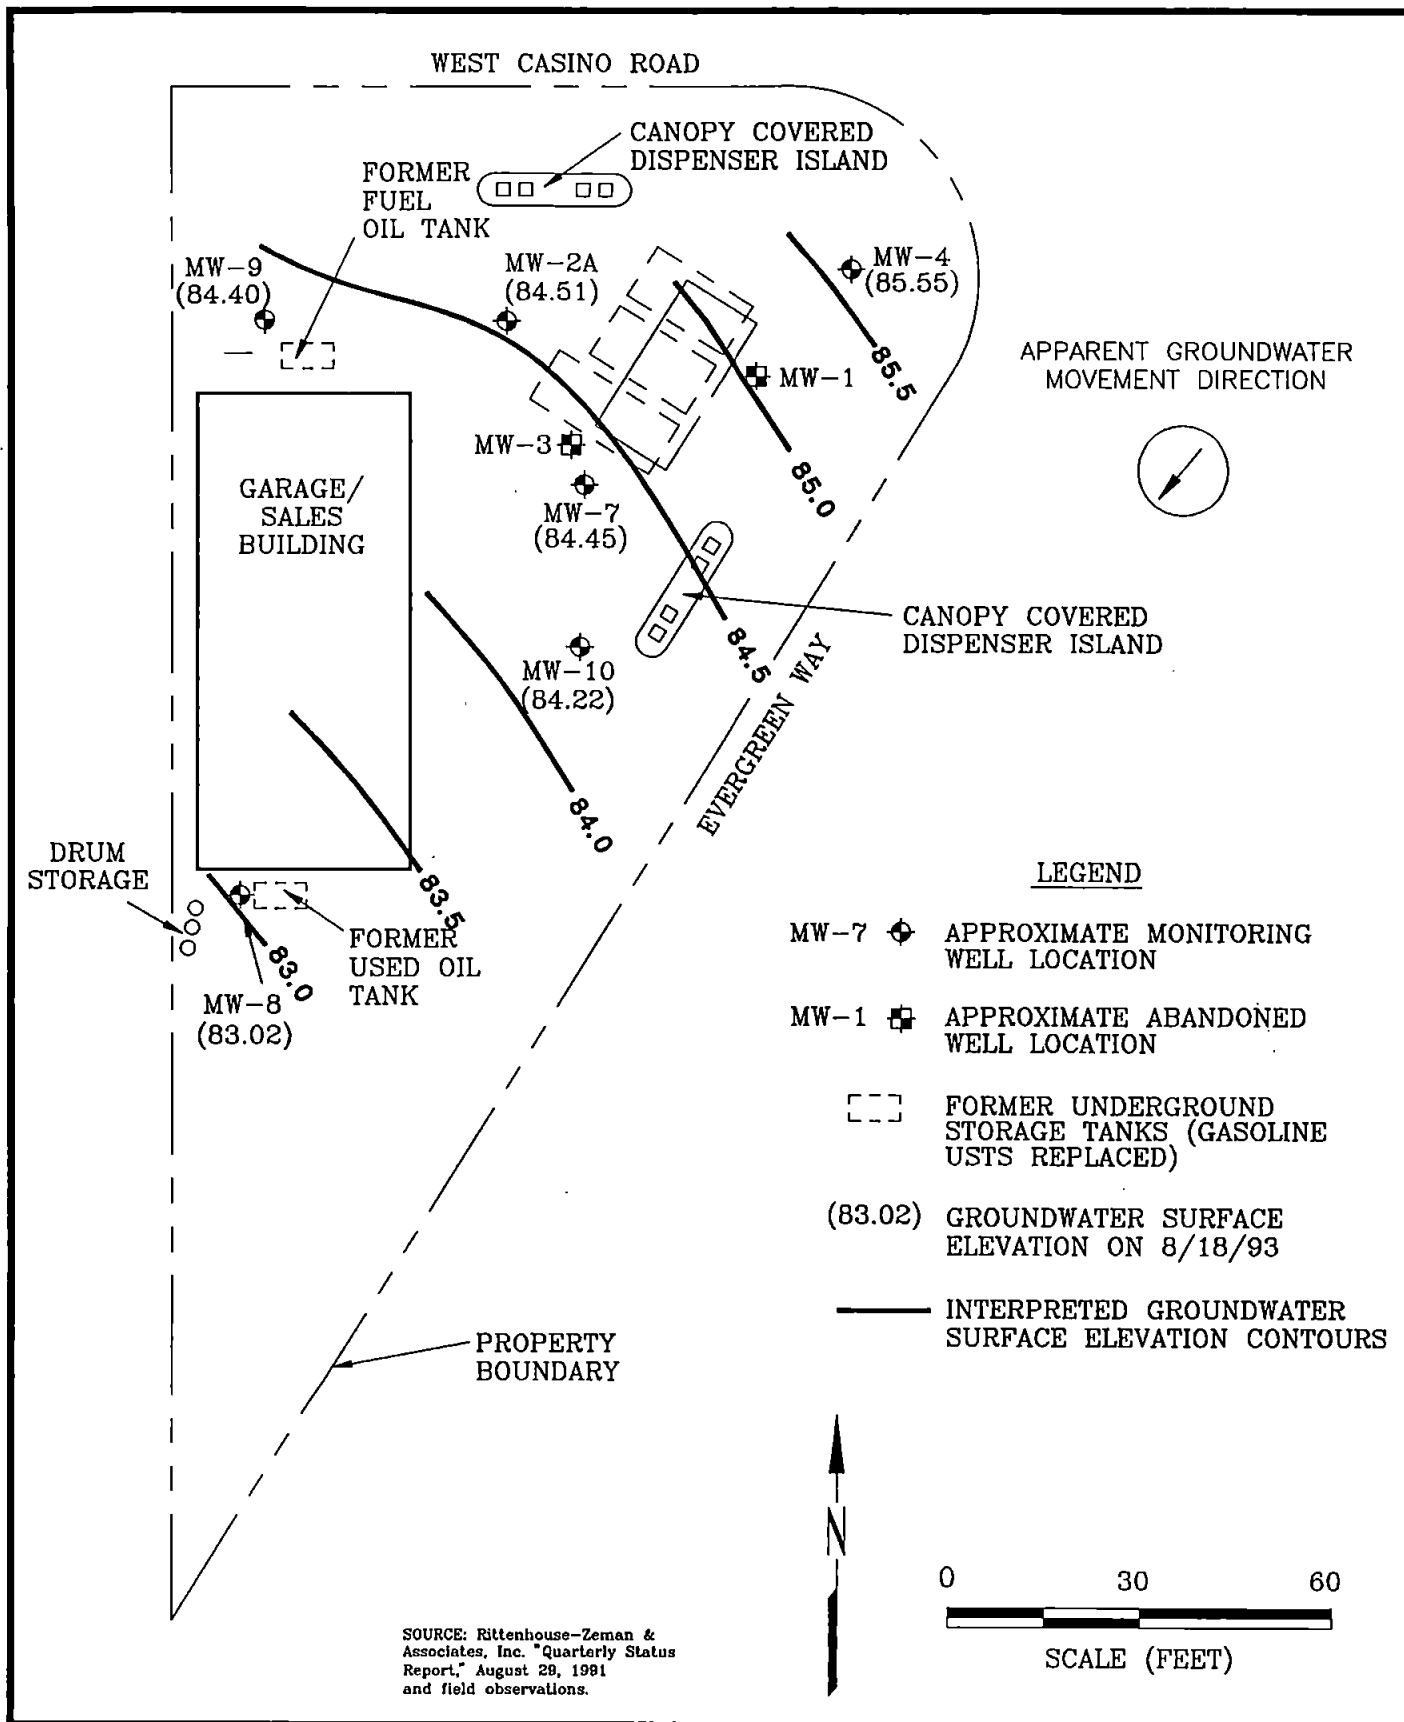 WEST CASINO ROAD
CANOPY COVERED
DISPENSER ISLAND
FORMER
FUEL
OIL TANK
MW-9
(84.40)
MW-2A
(84.51)
MW-4
(85.55)
85.5
MW-1
85.0
APPARENT GROUNDWATER
MOVEMENT DIRECTION
MW-3
MW-7
(84.45)
GARAGE/
SALES
BUILDING
CANOPY COVERED
DISPENSER ISLAND
84.5
MW-10
(84.22)
EVERGREEN WAY
84.0
DRUM
STORAGE
83.5
FORMER
USED OIL
TANK
83.0
MW-8
(83.02)
LEGEND
MW-7 APPROXIMATE MONITORING
WELL LOCATION
MW-1 APPROXIMATE ABANDONED
WELL LOCATION
FORMER UNDERGROUND
STORAGE TANKS (GASOLINE
USTS REPLACED)
(83.02) GROUNDWATER SURFACE
ELEVATION ON 8/18/93
INTERPRETED GROUNDWATER
SURFACE ELEVATION CONTOURS
PROPERTY
BOUNDARY
N
0 30 60
SCALE (FEET)
SOURCE: Rittenhouse-Zeman &
Associates, Inc. "Quarterly Status
Report," August 29, 1991
and field observations.